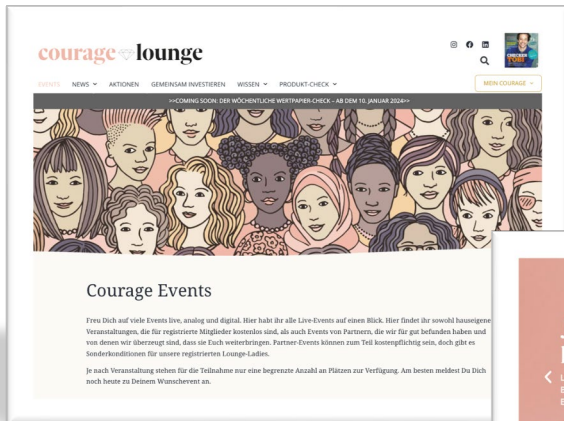 courage lounge
CHECKER
TOBI
EVENTS NEWS AKTIONEN GEMEINSAM INVESTIEREN WISSEN PRODUKT-CHECK MEIN COURAGE
>>COMING SOON: DER WÖCHENTLICHE WERTPAPIER-CHECK – AB DEM 10. JANUAR 2024>>
Courage Events
Freu Dich auf viele Events live, analog und digital. Hier habt ihr alle Live-Events auf einen Blick. Hier findet ihr sowohl hauseigene
Veranstaltungen, die für registrierte Mitglieder kostenlos sind, als auch Events von Partnern, die wir für gut befunden haben und
von denen wir überzeugt sind, dass sie Euch weiterbringen. Partner-Events können zum Teil kostenpflichtig sein, doch gibt es
Sonderkonditionen für unsere registrierten Lounge-Ladies.
Je nach Veranstaltung stehen für die Teilnahme nur eine begrenzte Anzahl an Plätzen zur Verfügung. Am besten meldest Du Dich
noch heute zu Deinem Wunschevent an.